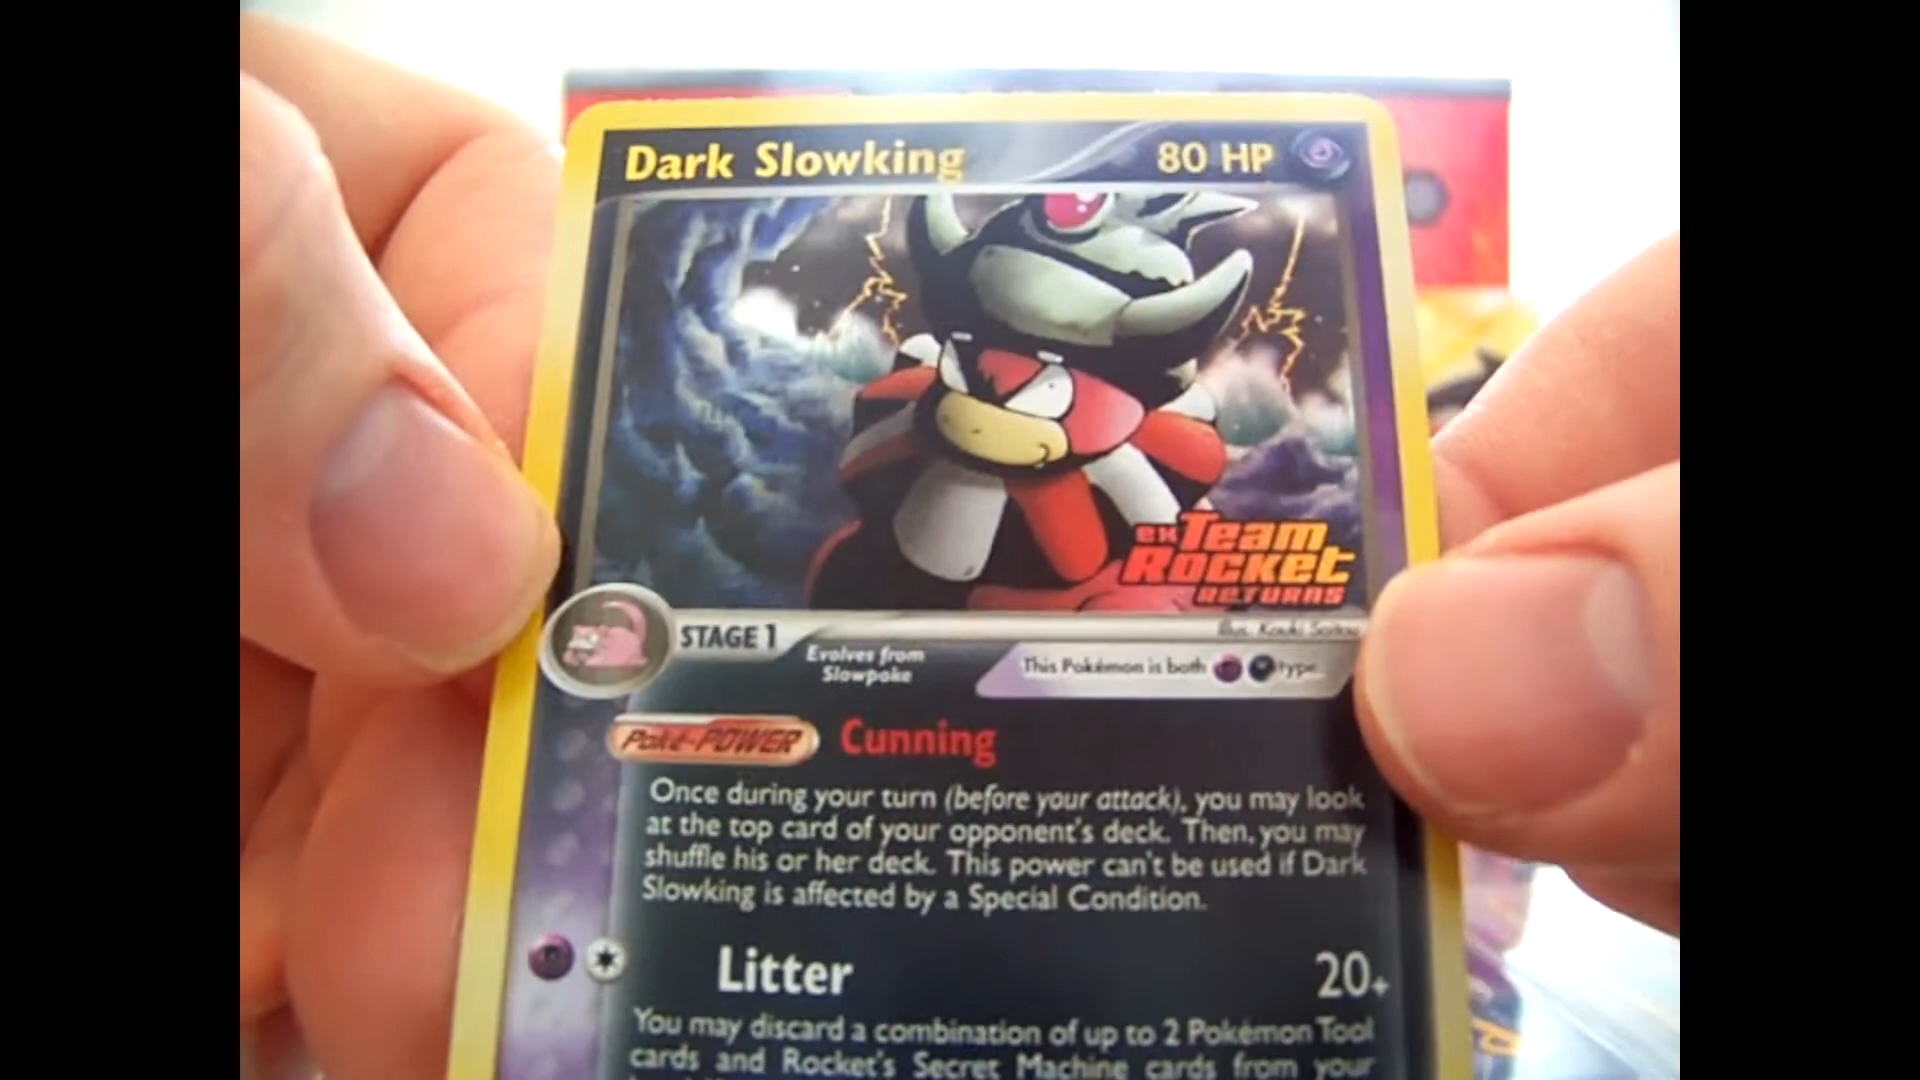 Dark Slowking 80 HP
ex Team
Rocket
RETURNS
Illus. Kouki Saitou
STAGE 1
Evolves from
Slowpoke
This Pokémon is both type.
Poké-POWER Cunning
Once during your turn (before your attack), you may look
at the top card of your opponent's deck. Then, you may
shuffle his or her deck. This power can't be used if Dark
Slowking is affected by a Special Condition.
Litter 20+
You may discard a combination of up to 2 Pokémon Tool
cards and Rocket's Secret Machine cards from your